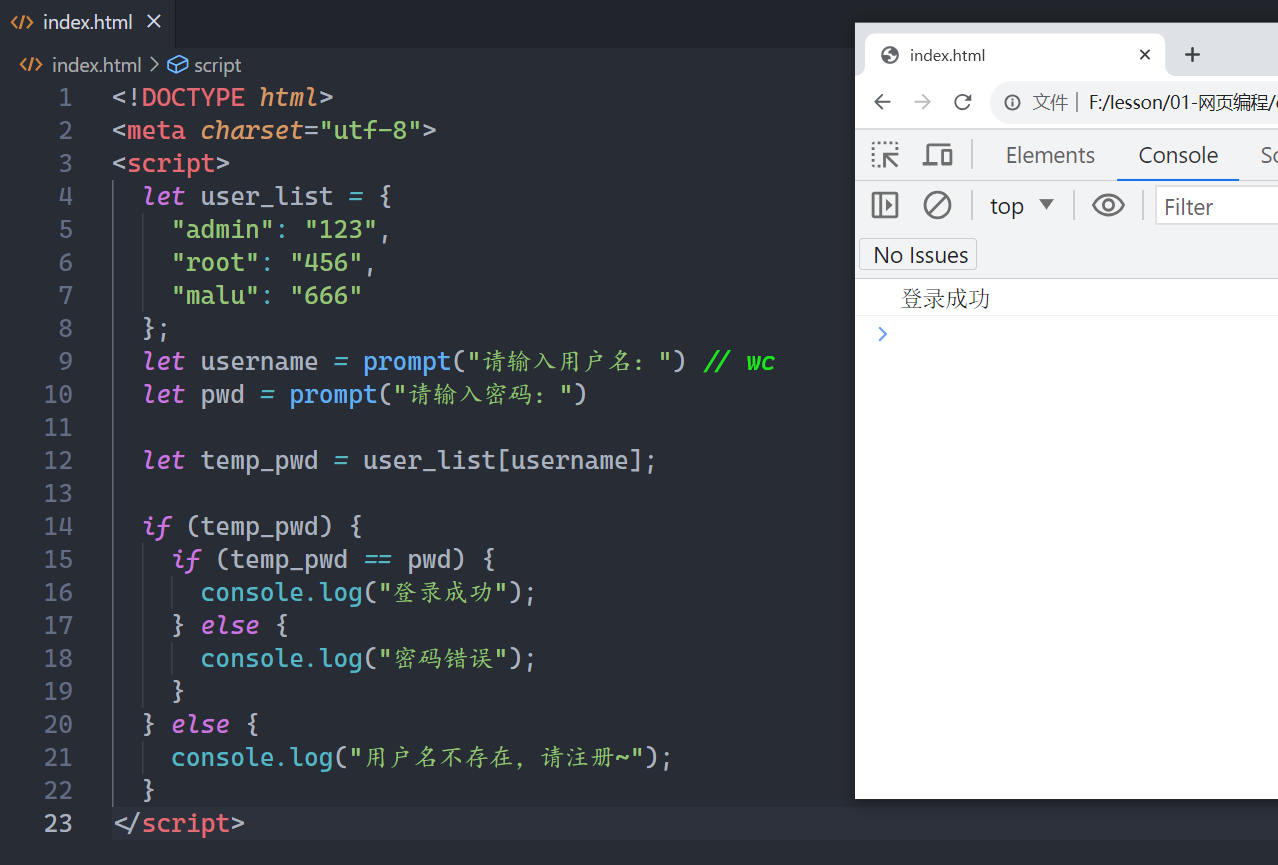 index.html
index.html > script
1 <!DOCTYPE html>
2 <meta charset="utf-8">
3 <script>
4 let user_list = {
5 "admin": "123",
6 "root": "456",
7 "malu": "666"
8 };
9 let username = prompt("请输入用户名：") // wc
10 let pwd = prompt("请输入密码：")
11
12 let temp_pwd = user_list[username];
13
14 if (temp_pwd) {
15 if (temp_pwd == pwd) {
16 console.log("登录成功");
17 } else {
18 console.log("密码错误");
19 }
20 } else {
21 console.log("用户名不存在，请注册~");
22 }
23 </script>
index.html
文件 | F:/lesson/01-网页编程/
Elements Console
top Filter
No Issues
登录成功